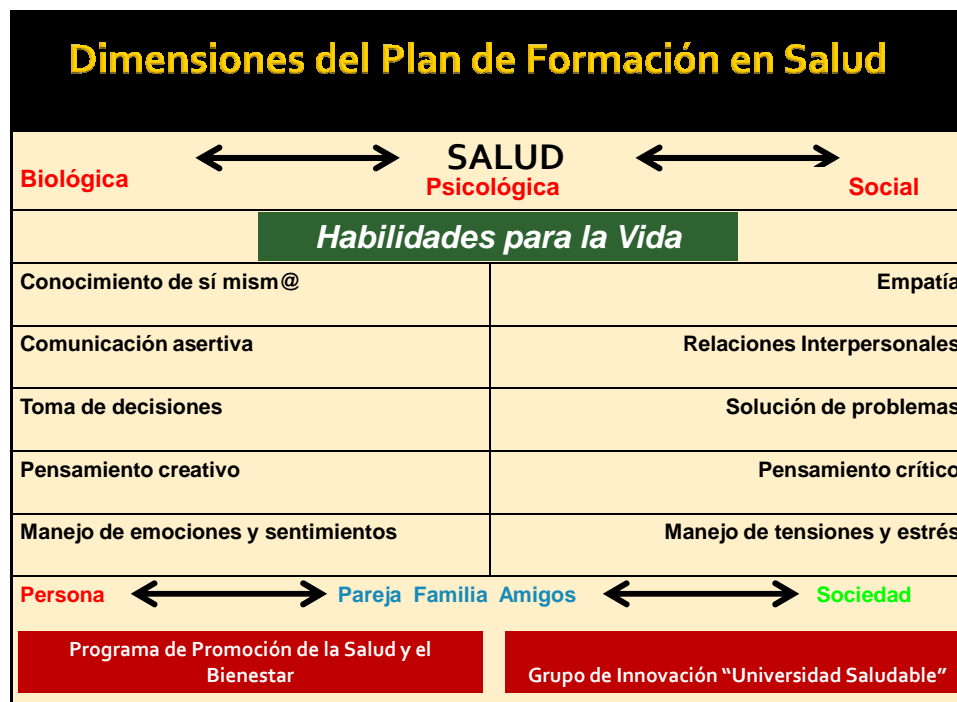 Dimensiones del Plan de Formación en Salud
SALUD
Biológica Psicológica Social
Habilidades para la Vida
Conocimiento de sí mism@ Empatía
Comunicación asertiva Relaciones Interpersonales
Toma de decisiones Solución de problemas
Pensamiento creativo Pensamiento crítico
Manejo de emociones y sentimientos Manejo de tensiones y estrés
Persona Pareja Familia Amigos Sociedad
Programa de Promoción de la Salud y el
Bienestar
Grupo de Innovación “Universidad Saludable”